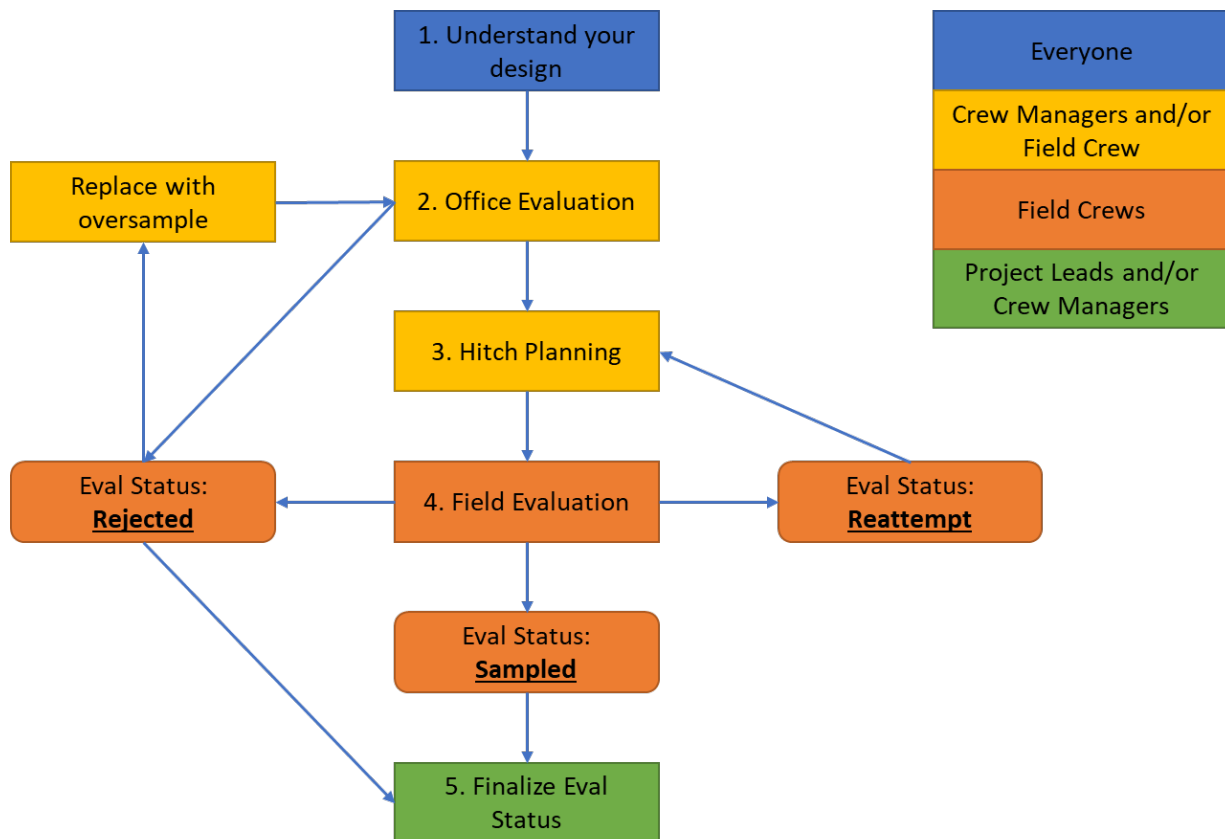 1. Understand your
design
Everyone
Crew Managers and/or
Field Crew
Replace with
oversample
2. Office Evaluation
Field Crews
Project Leads and/or
Crew Managers
3. Hitch Planning
Eval Status:
Rejected
4. Field Evaluation
Eval Status:
Reattempt
Eval Status:
Sampled
5. Finalize Eval
Status